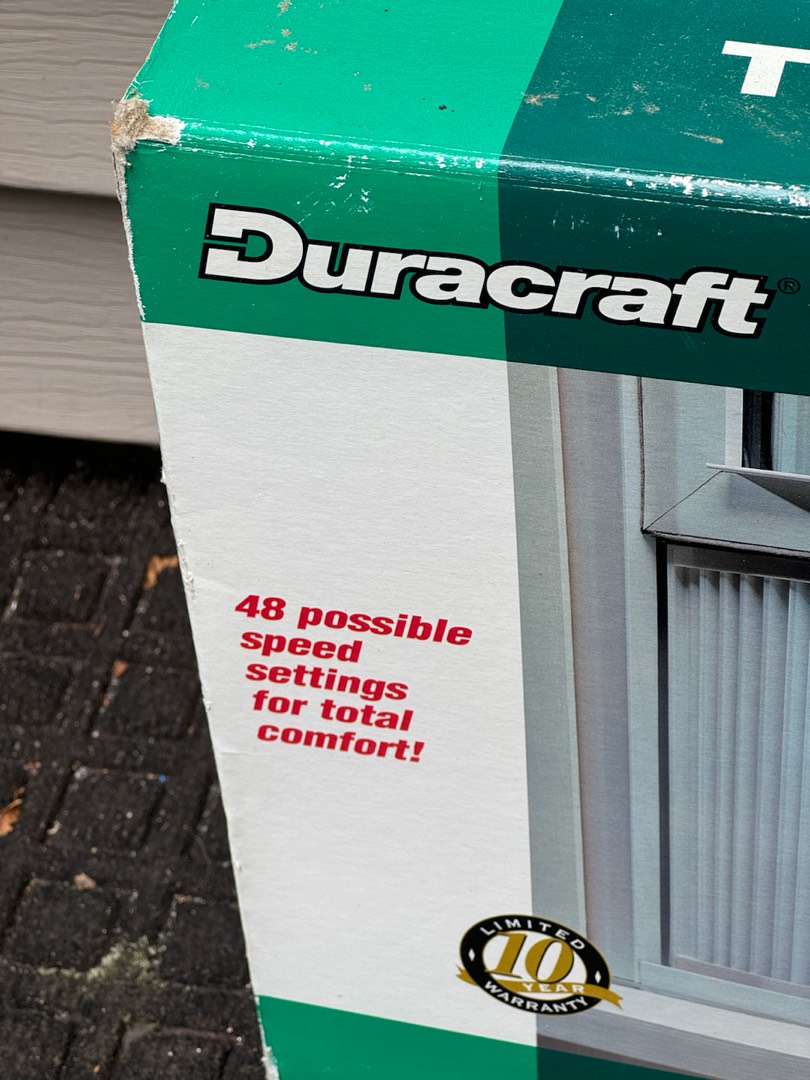 T
Duracraft®
48 possible
speed
settings
for total
comfort!
LIMITED
10
YEAR
WARRANTY